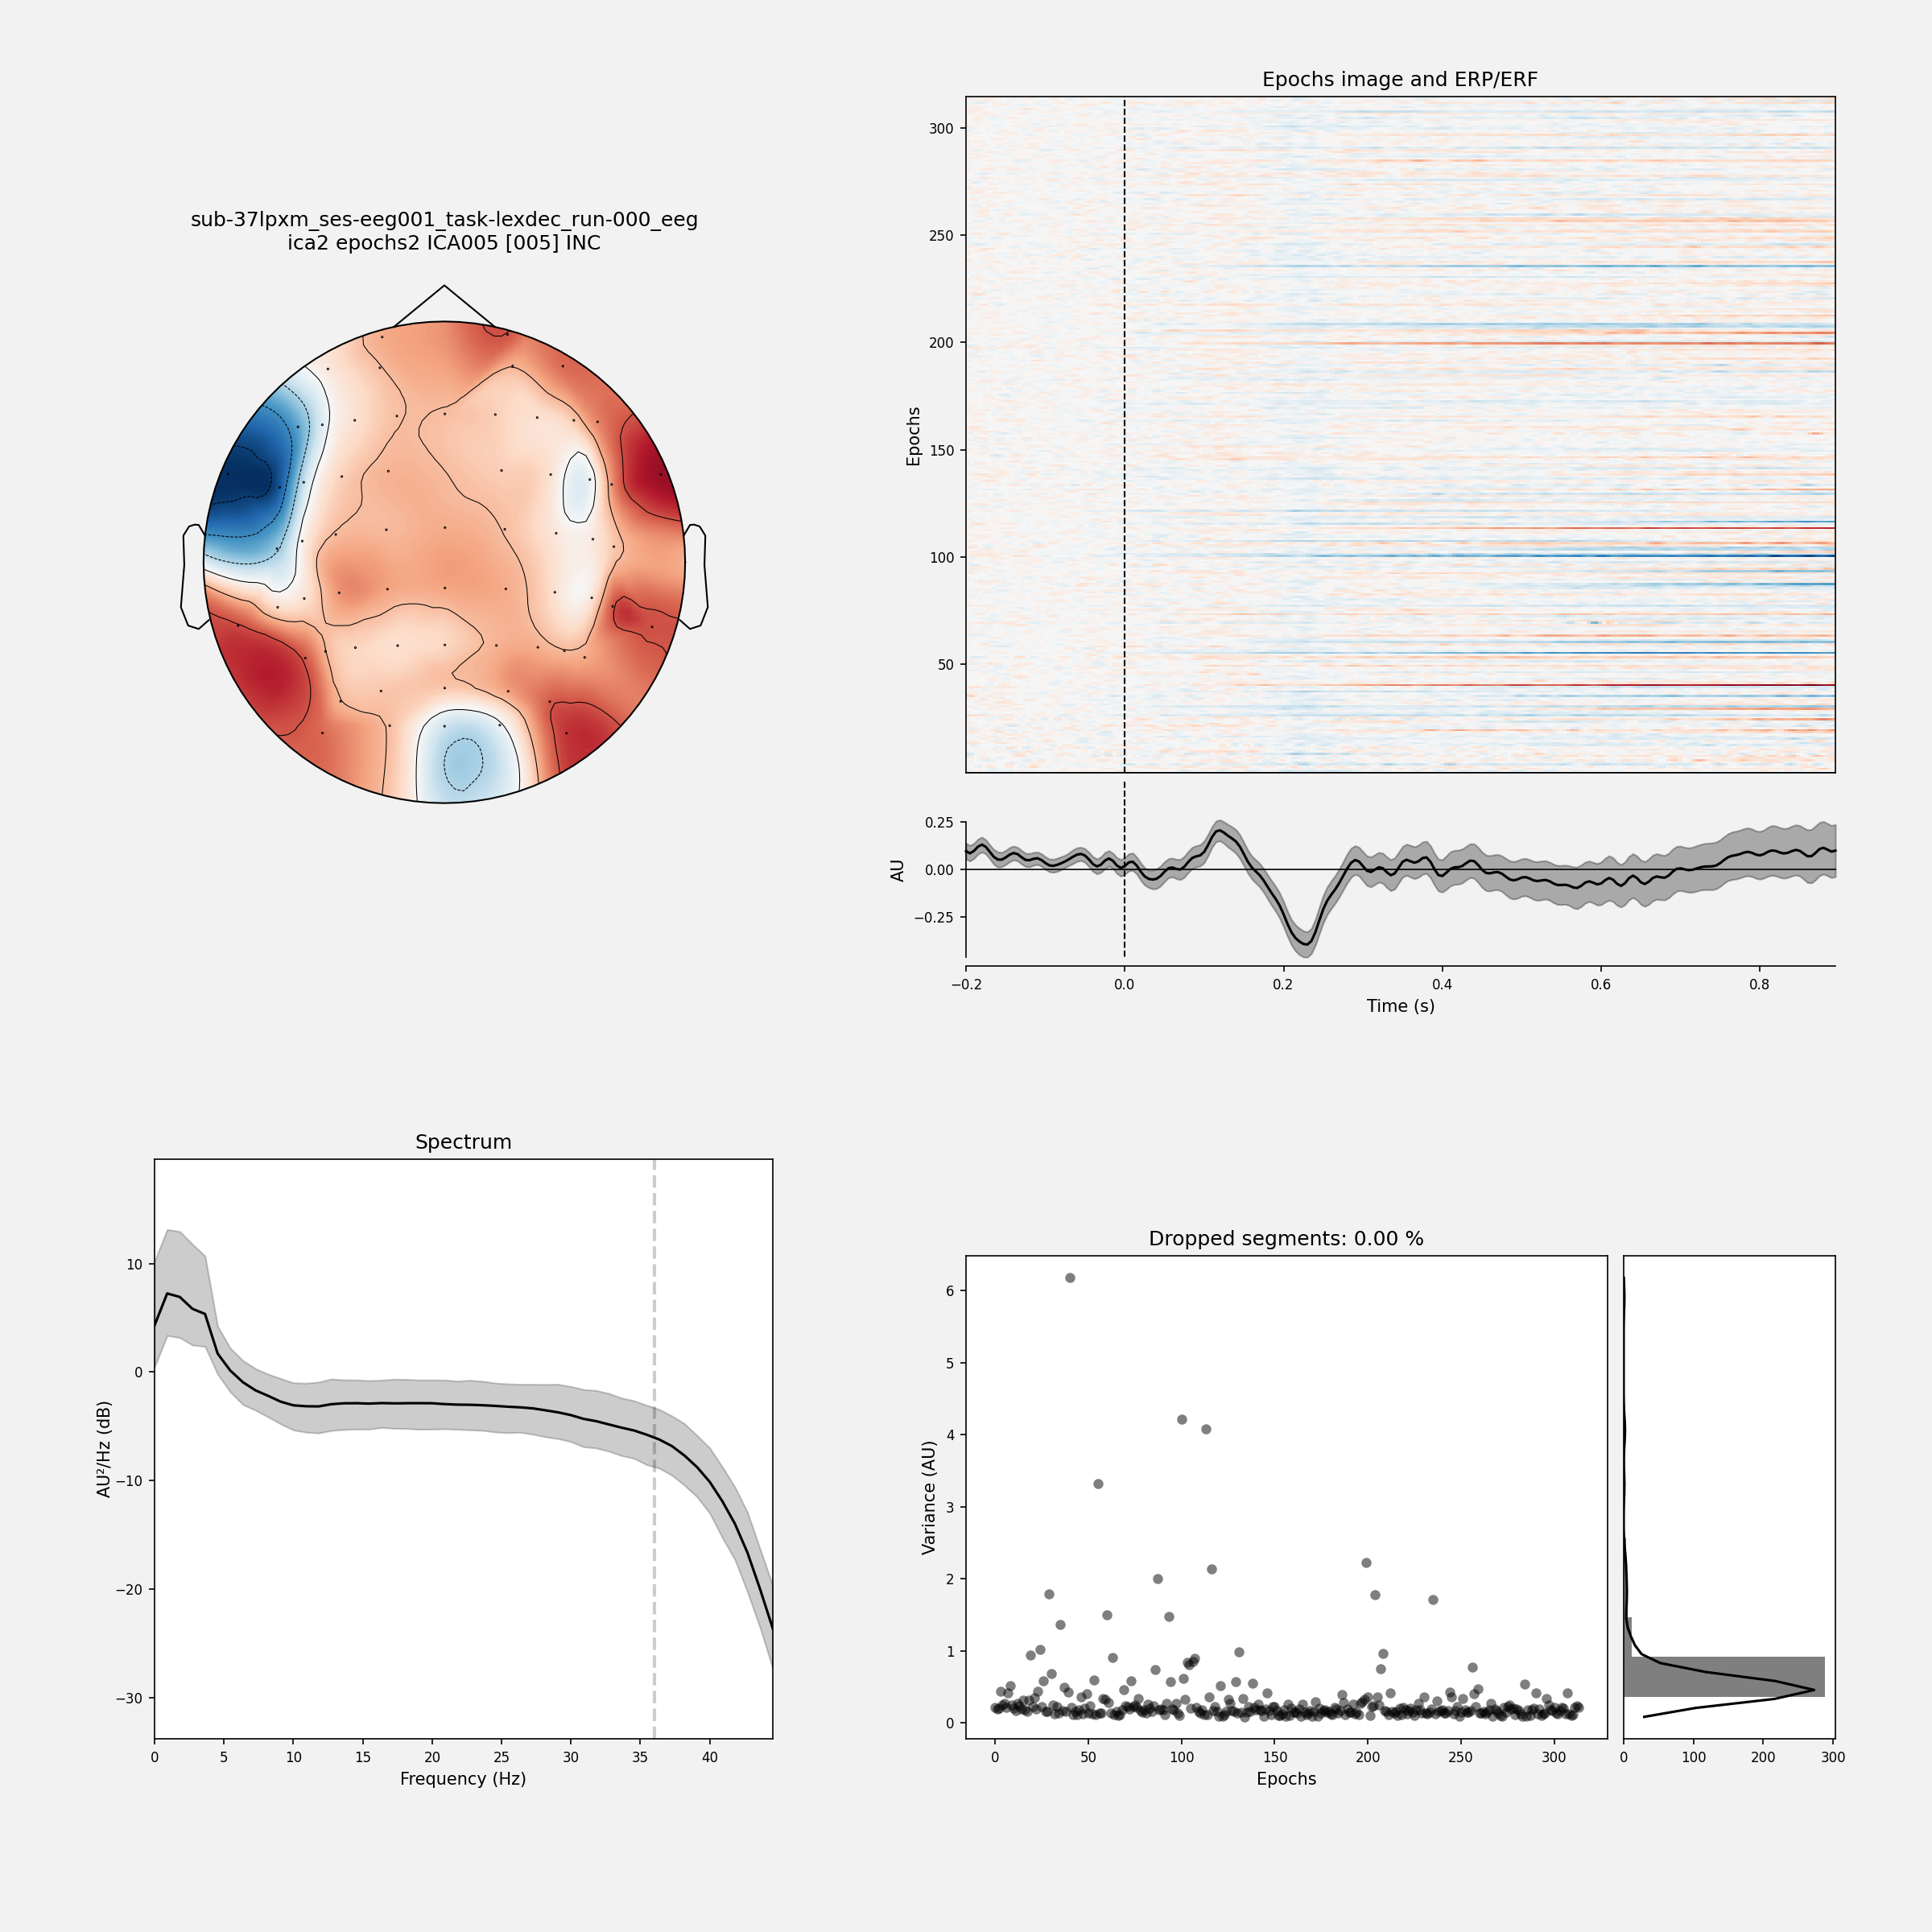 sub-37lpxm_ses-eeg001_task-lexdec_run-000_eeg
ica2 epochs2 ICA005 [005] INC
Epochs image and ERP/ERF
Epochs
300
250
200
150
100
50
AU
0.25
0.00
−0.25
−0.2 0.0 0.2 0.4 0.6 0.8
Time (s)
Spectrum
AU²/Hz (dB)
10
0
−10
−20
−30
0 5 10 15 20 25 30 35 40
Frequency (Hz)
Dropped segments: 0.00 %
Variance (AU)
6
5
4
3
2
1
0
0 50 100 150 200 250 300
Epochs
0 100 200 300